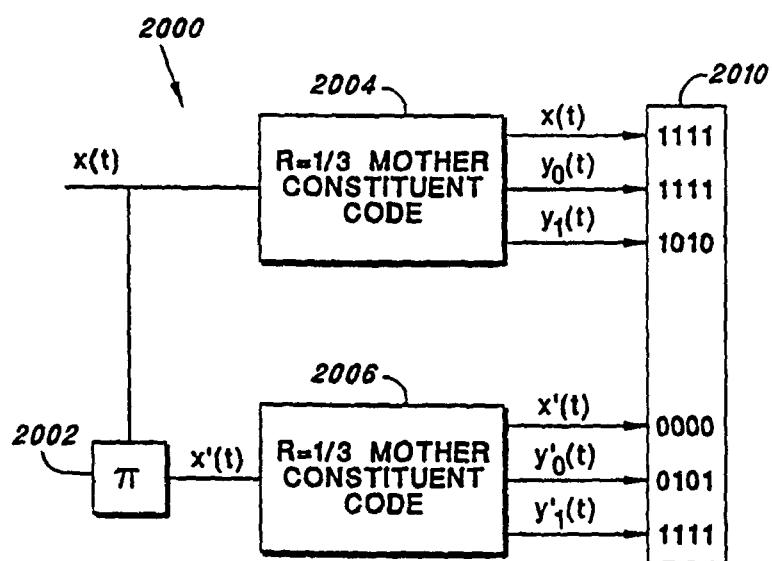 2000
2004
2010
x(t)
R=1/3 MOTHER
CONSTITUENT
CODE
x(t)
y₀(t)
y₁(t)
1111
1111
1010
2006
2002
π
x'(t)
R=1/3 MOTHER
CONSTITUENT
CODE
x'(t)
y'₀(t)
y'₁(t)
0000
0101
1111